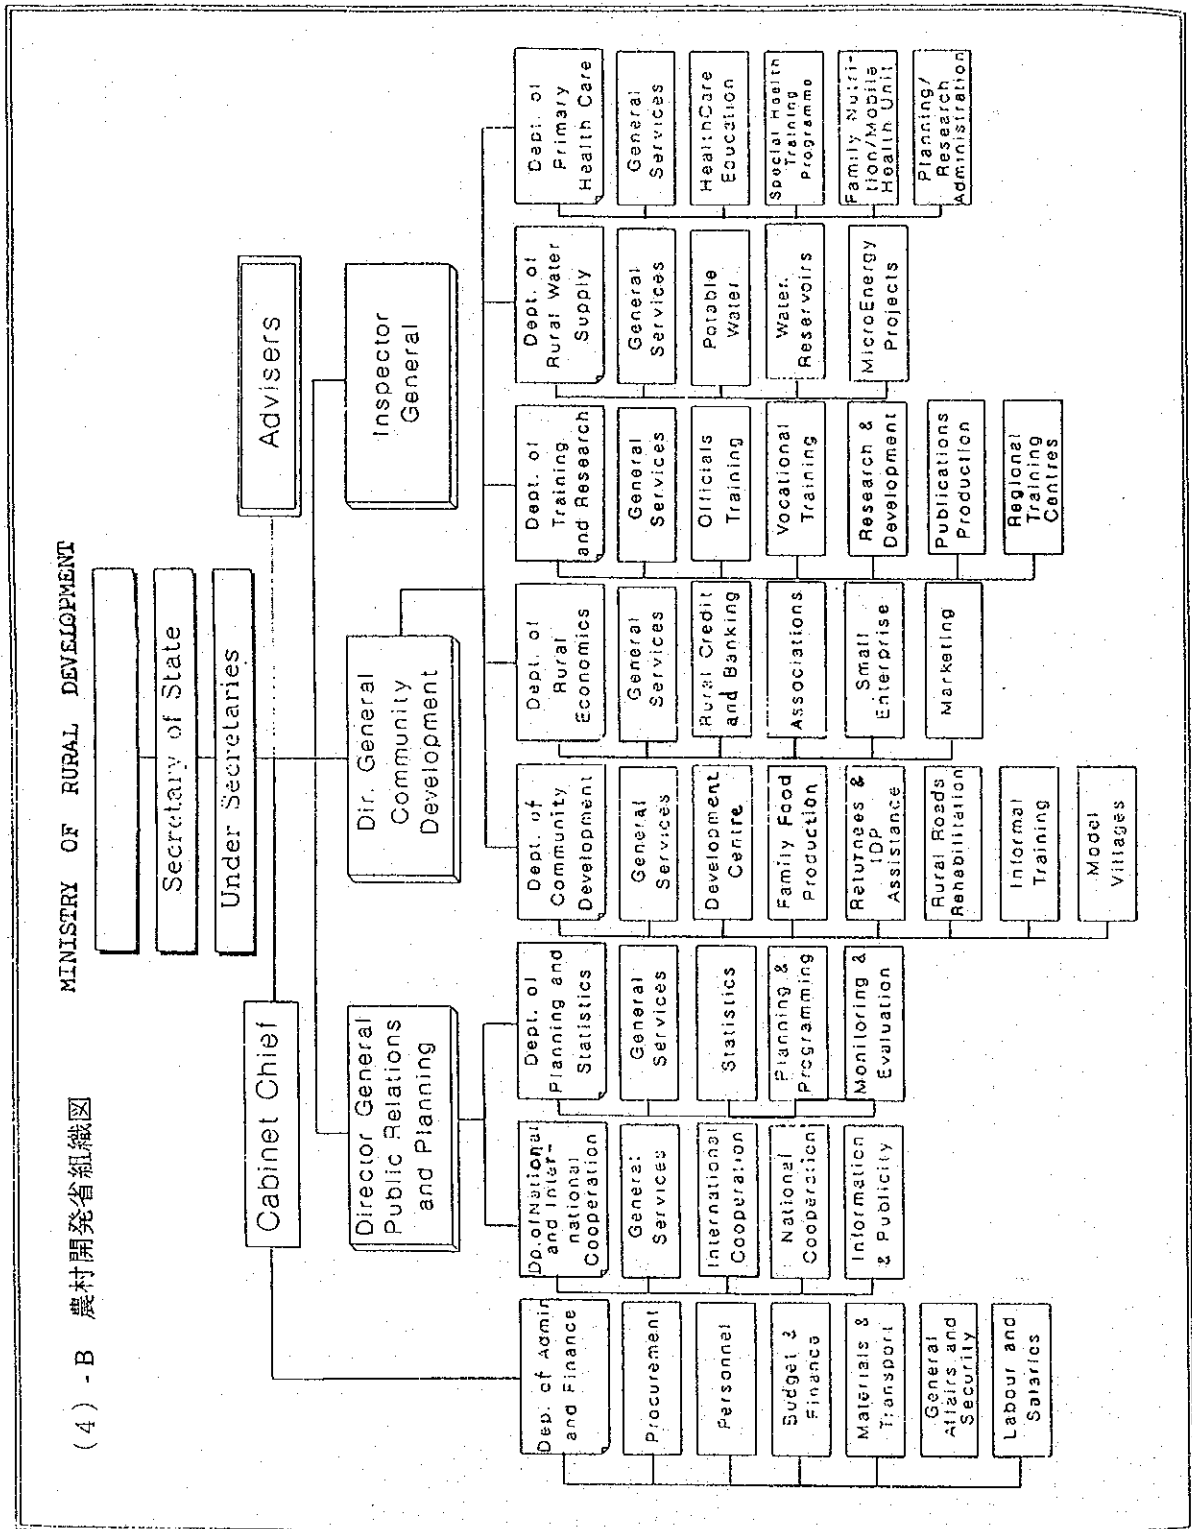 (4) -B 農村開発省組織図
MINISTRY OF RURAL DEVELOPMENT
Secretary of State
Under Secretaries
Cabinet Chief
Advisers
Director General
Public Relations
and Planning
Dir. General
Community
Development
Inspector
General
Dep. of Admin
and Finance
Procurement
Personnel
Budget &
Finance
Materials &
Transport
General
Affairs and
Security
Labour and
Salaries
Dp.of National
and Inter-
national
Cooperation
General
Services
International
Cooperation
National
Cooperation
Information
& Publicity
Dept. of
Planning and
Statistics
General
Services
Statistics
Planning &
Programming
Monitoring &
Evaluation
Dept. of
Community
Development
General
Services
Development
Centre
Family Food
Production
Returnees &
IDP
Assistance
Rural Roads
Rehabilitation
Informal
Training
Model
Villages
Dept. of
Rural
Economics
General
Services
Rural Credit
and Banking
Associations
Small
Enterprise
Marketing
Dept. of
Training
and Research
General
Services
Officials
Training
Vocational
Training
Research &
Development
Publications
Production
Regional
Training
Centres
Dept. of
Rural Water
Supply
General
Services
Potable
Water
Water
Reservoirs
MicroEnergy
Projects
Dept. of
Primary
Health Care
General
Services
HealthCare
Education
Special Health
Training
Programme
Family Nutri-
tion/Mobile
Health Unit
Planning/
Research
Administration